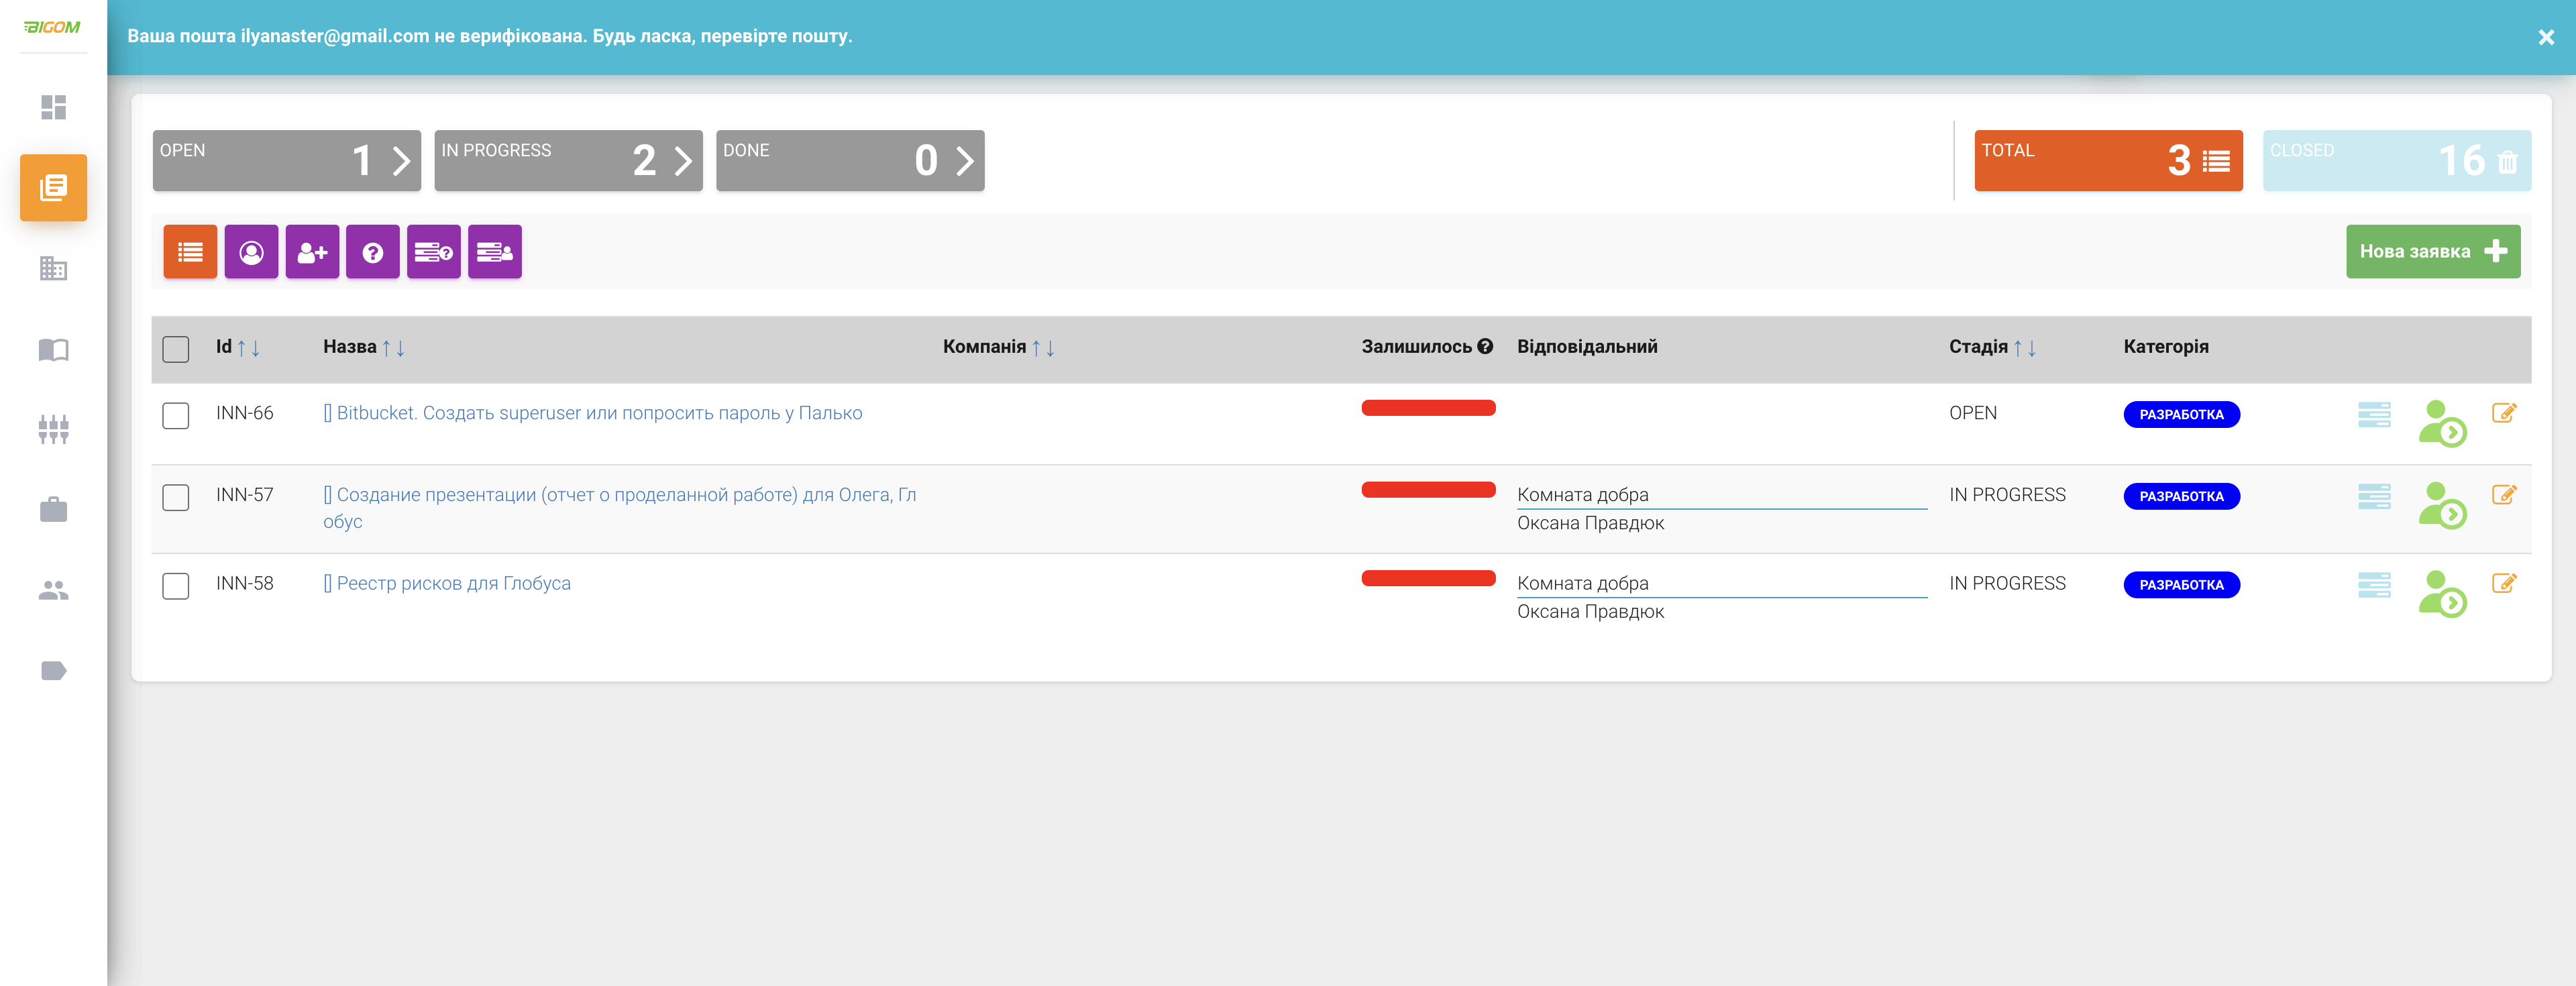 BIGOM
Ваша пошта ilyanaster@gmail.com не верифікована. Будь ласка, перевірте пошту.
OPEN 1
IN PROGRESS 2
DONE 0
TOTAL 3
CLOSED 16
Нова заявка
Id ↑↓ Назва ↑↓ Компанія ↑↓ Залишилось Відповідальний Стадія ↑↓ Категорія
INN-66 [] Bitbucket. Создать superuser или попросить пароль у Палько OPEN РАЗРАБОТКА
INN-57 [] Создание презентации (отчет о проделанной работе) для Олега, Гл Комната добра IN PROGRESS РАЗРАБОТКА
обус Оксана Правдюк
INN-58 [] Реестр рисков для Глобуса Комната добра IN PROGRESS РАЗРАБОТКА
Оксана Правдюк